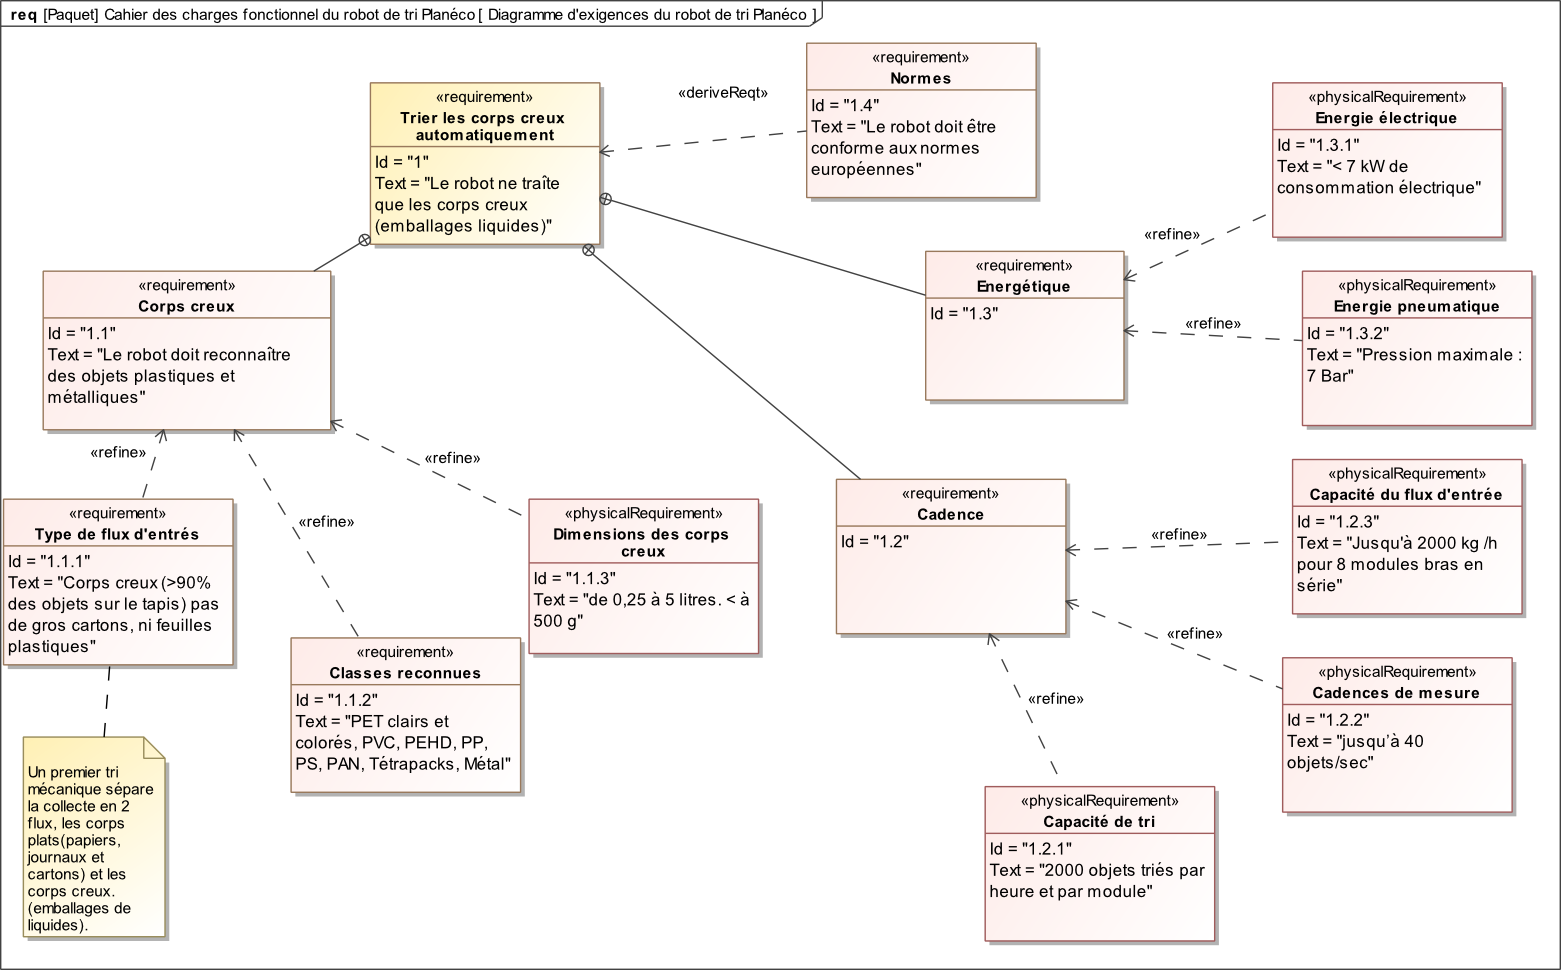 req [Paquet] Cahier des charges fonctionnel du robot de tri Planéco [ Diagramme d'exigences du robot de tri Planéco ]
«requirement»
Trier les corps creux
automatiquement
Id = "1"
Text = "Le robot ne traîte
que les corps creux
(emballages liquides)"
«deriveReqt»
«requirement»
Normes
Id = "1.4"
Text = "Le robot doit être
conforme aux normes
européennes"
«physicalRequirement»
Energie électrique
Id = "1.3.1"
Text = "< 7 kW de
consommation électrique"
«refine»
«requirement»
Energétique
Id = "1.3"
«refine»
«physicalRequirement»
Energie pneumatique
Id = "1.3.2"
Text = "Pression maximale :
7 Bar"
«requirement»
Corps creux
Id = "1.1"
Text = "Le robot doit reconnaître
des objets plastiques et
métalliques"
«refine»
«refine»
«refine»
«requirement»
Type de flux d'entrés
Id = "1.1.1"
Text = "Corps creux (>90%
des objets sur le tapis) pas
de gros cartons, ni feuilles
plastiques"
«requirement»
Classes reconnues
Id = "1.1.2"
Text = "PET clairs et
colorés, PVC, PEHD, PP,
PS, PAN, Tétrapacks, Métal"
«physicalRequirement»
Dimensions des corps
creux
Id = "1.1.3"
Text = "de 0,25 à 5 litres. < à
500 g"
«requirement»
Cadence
Id = "1.2"
«refine»
«physicalRequirement»
Capacité du flux d'entrée
Id = "1.2.3"
Text = "Jusqu'à 2000 kg /h
pour 8 modules bras en
série"
«refine»
«physicalRequirement»
Cadences de mesure
Id = "1.2.2"
Text = "jusqu'à 40
objets/sec"
«refine»
«physicalRequirement»
Capacité de tri
Id = "1.2.1"
Text = "2000 objets triés par
heure et par module"
Un premier tri
mécanique sépare
la collecte en 2
flux, les corps
plats(papiers,
journaux et
cartons) et les
corps creux.
(emballages de
liquides).